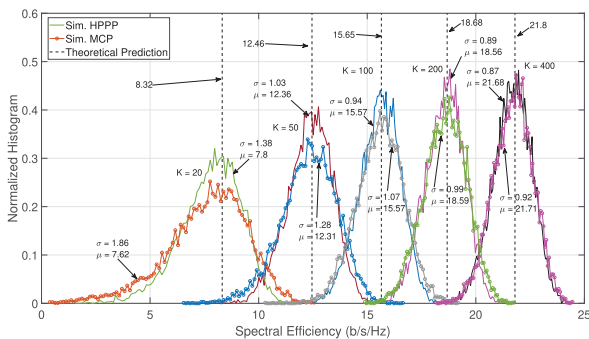 0.6
0.5
0.4
0.3
0.2
0.1
0
Normalized Histogram
Sim. HPPP
Sim. MCP
Theoretical Prediction
8.32
12.46
15.65
18.68
21.8
K = 20
K = 50
K = 100
K = 200
K = 400
σ = 1.86
μ = 7.62
σ = 1.38
μ = 7.8
σ = 1.03
μ = 12.36
σ = 1.28
μ = 12.31
σ = 0.94
μ = 15.57
σ = 1.07
μ = 15.57
σ = 0.89
μ = 18.56
σ = 0.99
μ = 18.59
σ = 0.87
μ = 21.68
σ = 0.92
μ = 21.71
0
5
10
15
20
25
Spectral Efficiency (b/s/Hz)